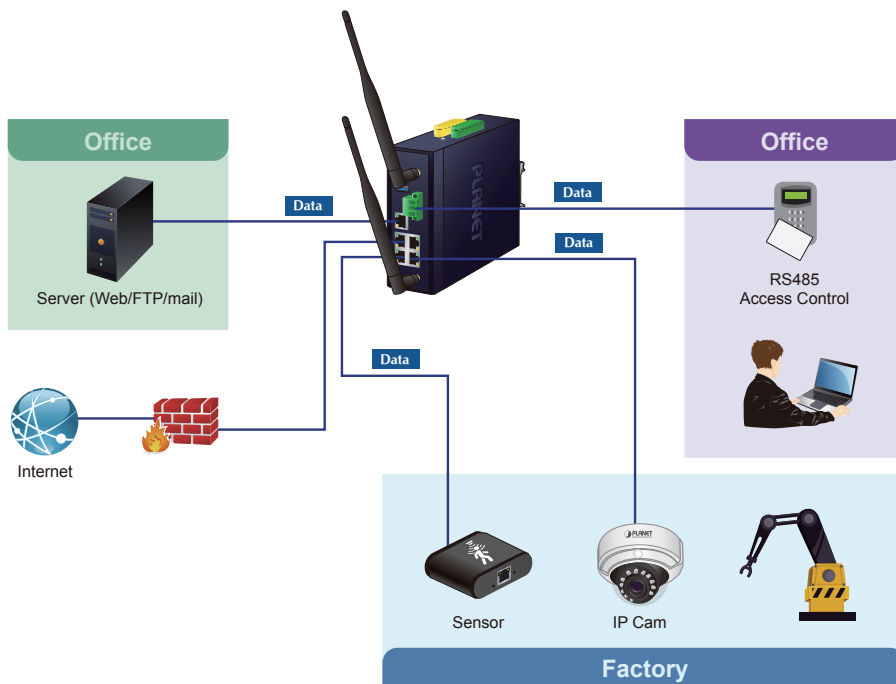 Office
Office
PLANET
Data
Data
Data
Server (Web/FTP/mail)
RS485
Access Control
Data
Internet
PLANET
Sensor
IP Cam
Factory